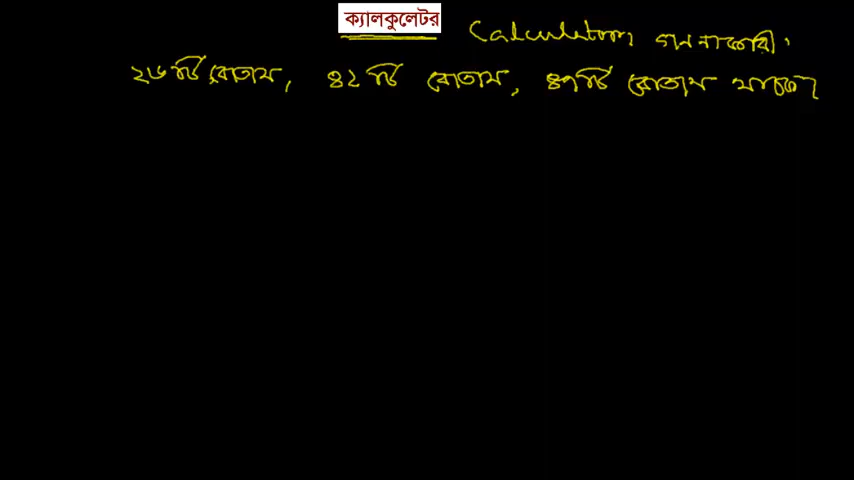 ক্যালকুলেটর Calculator, গননাকারী,
২৬টি বোতাম, ৪২টি বোতাম, ৪৭টি বোতাম থাকে,